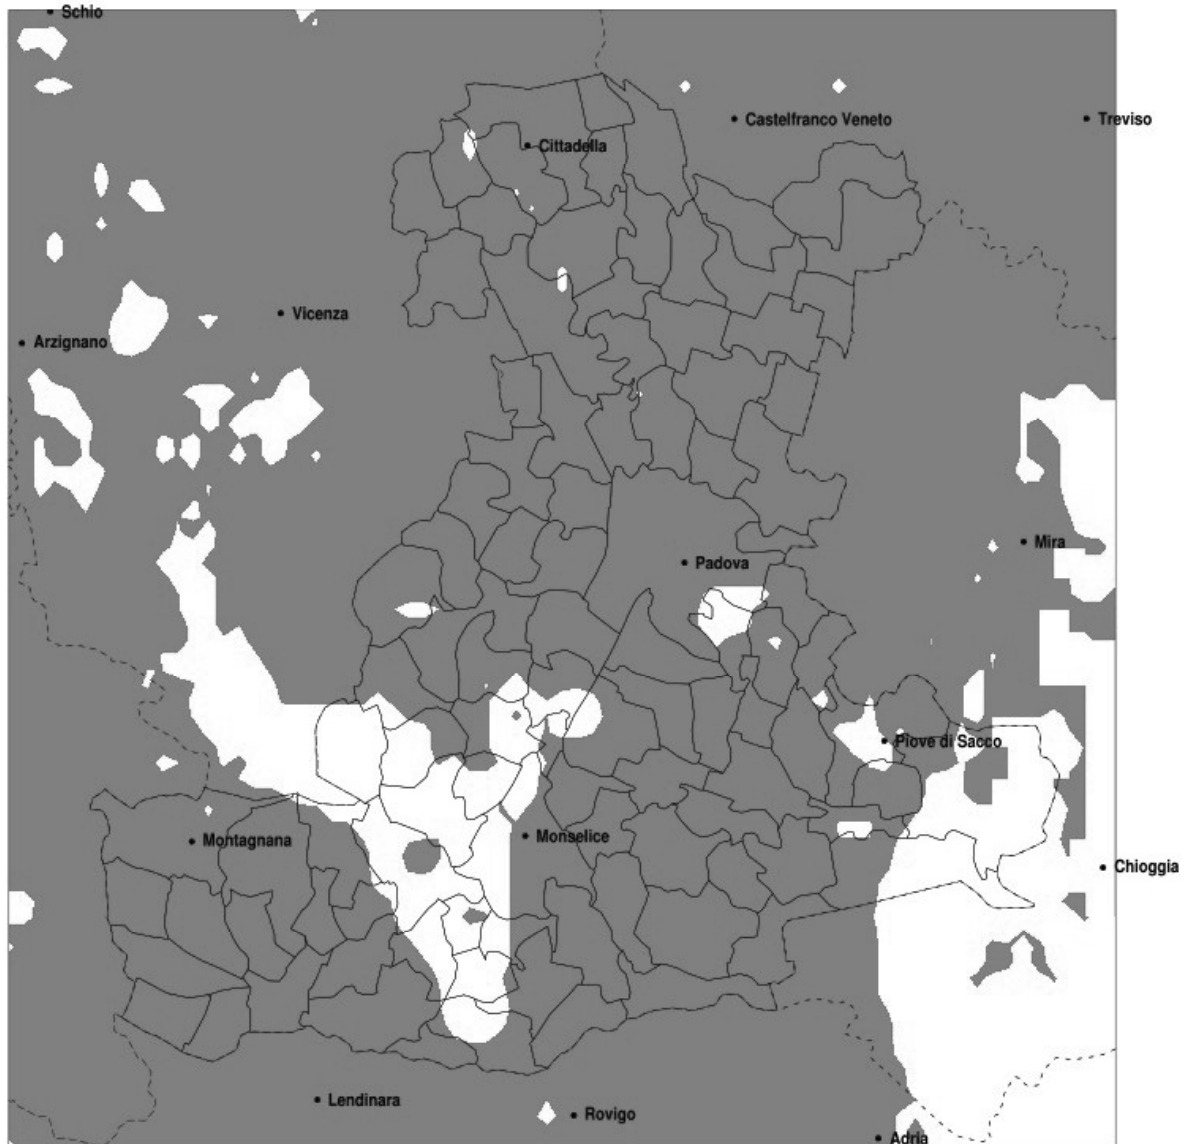 Schio
Castelfranco Veneto
Treviso
Cittadella
Vicenza
Arzignano
Mira
Padova
Piove di Sacco
Montagnana
Monselice
Chioggia
Lendinara
Rovigo
Adria